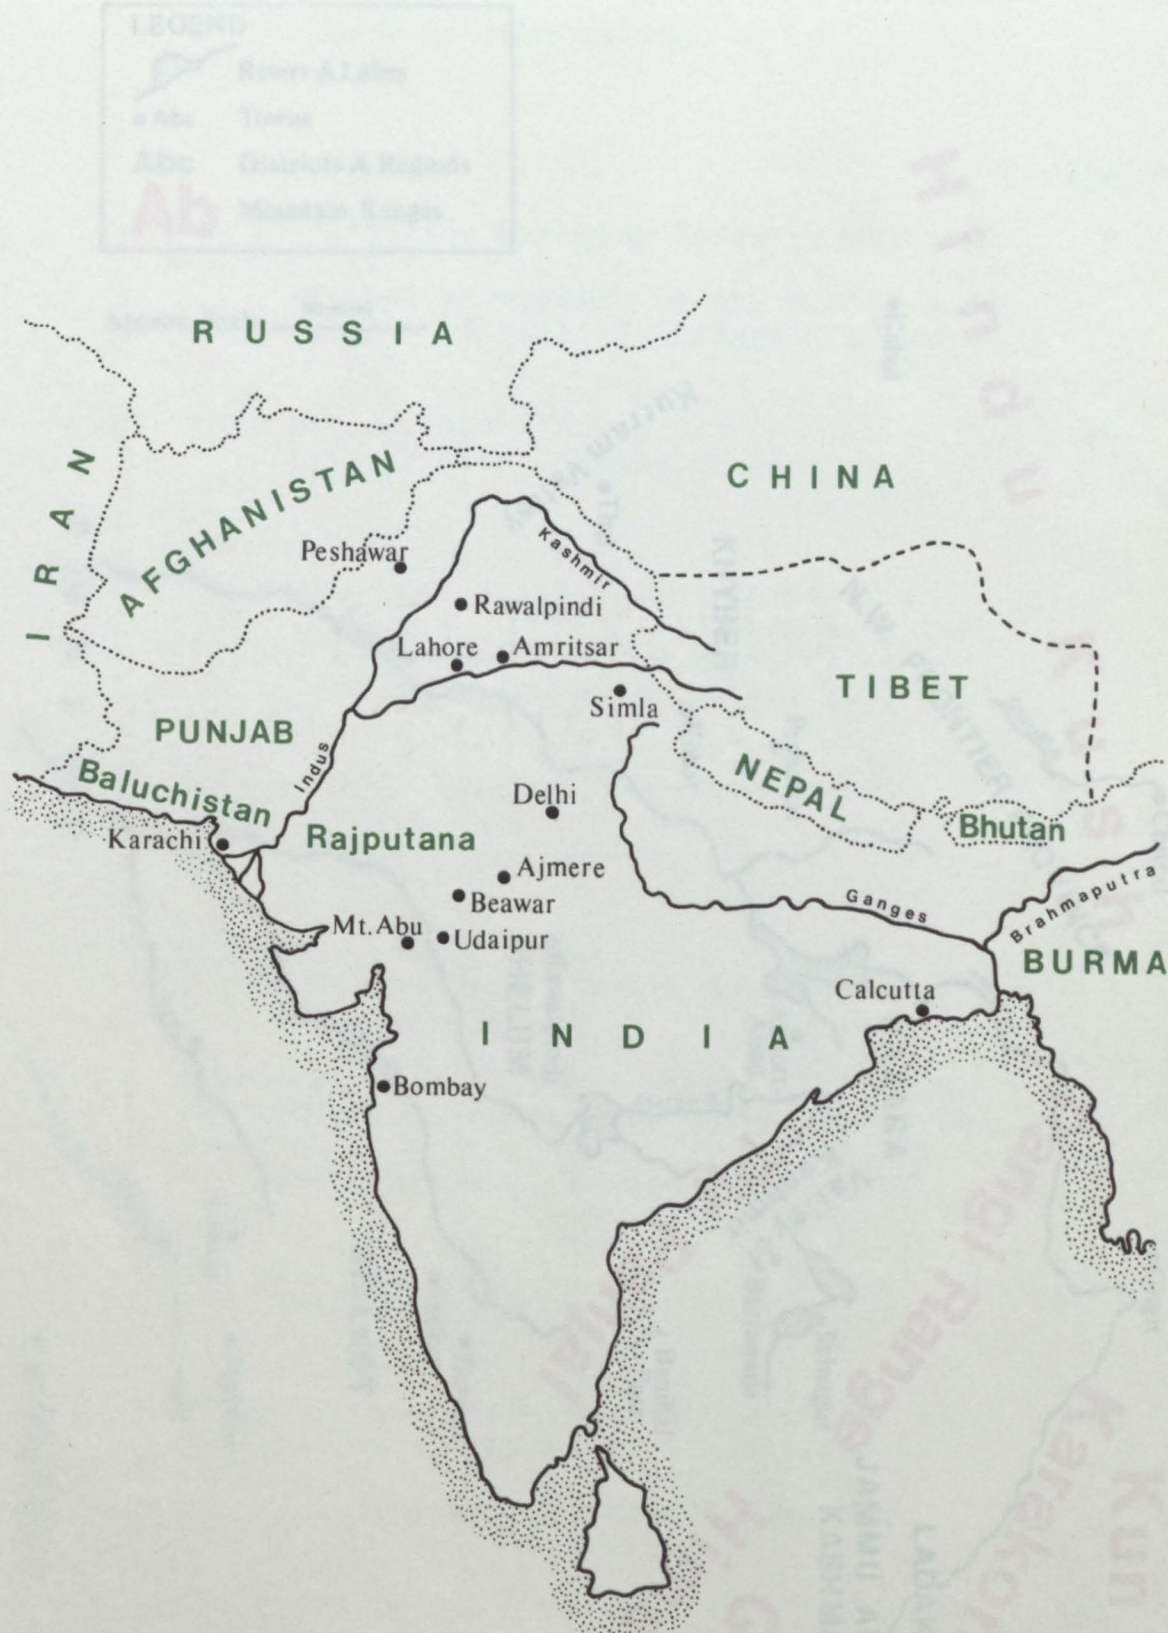 RUSSIA
IRAN
AFGHANISTAN
CHINA
Peshawar
Kashmir
Rawalpindi
Lahore
Amritsar
TIBET
Simla
PUNJAB
Indus
NEPAL
Baluchistan
Delhi
Karachi
Rajputana
Bhutan
Ajmere
Beawar
Ganges
Brahmaputra
Mt. Abu
Udaipur
BURMA
Calcutta
INDIA
Bombay